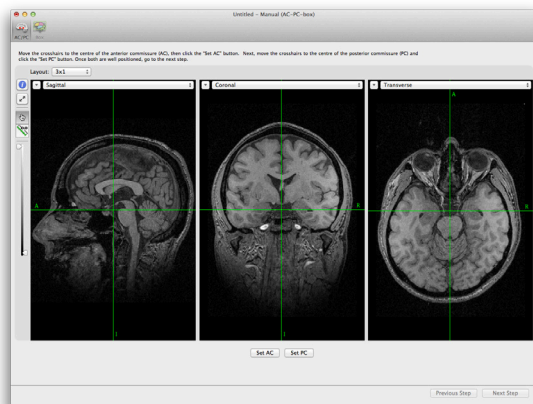 Untitled – Manual (AC–PC–box)
AC/PC
Box
Move the crosshairs to the centre of the anterior commissure (AC), then click the "Set AC" button. Next, move the crosshairs to the centre of the posterior commissure (PC) and
click the "Set PC" button. Once both are well positioned, go to the next step.
Layout: 3x1
Sagittal
Coronal
Transverse
A
A
R
R
I
I
Set AC
Set PC
Previous Step
Next Step